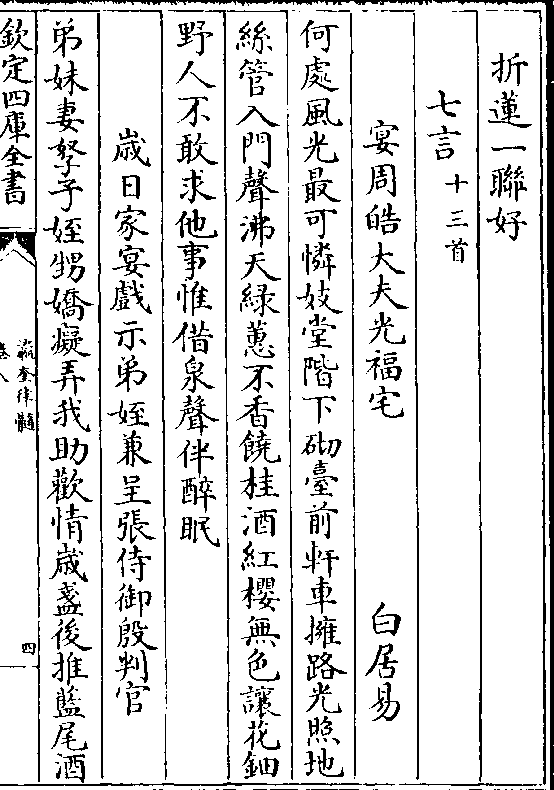 折蓮一聯好
七言 十三首
宴周皓大夫光福宅 白居易
何處風光最可憐妓堂階下砌臺前軒車擁路光照地
絲管入門聲沸天緑蕙不香饒桂酒紅櫻無色讓花鈿
野人不敢求他事惟借泉聲伴醉眠
歳日家宴戲示弟姪兼呈張侍御殷判官
弟妹妻孥子姪甥嬌癡弄我助歡情歳盞後推藍尾酒
欽定四庫全書
瀛奎律髓
卷八
四